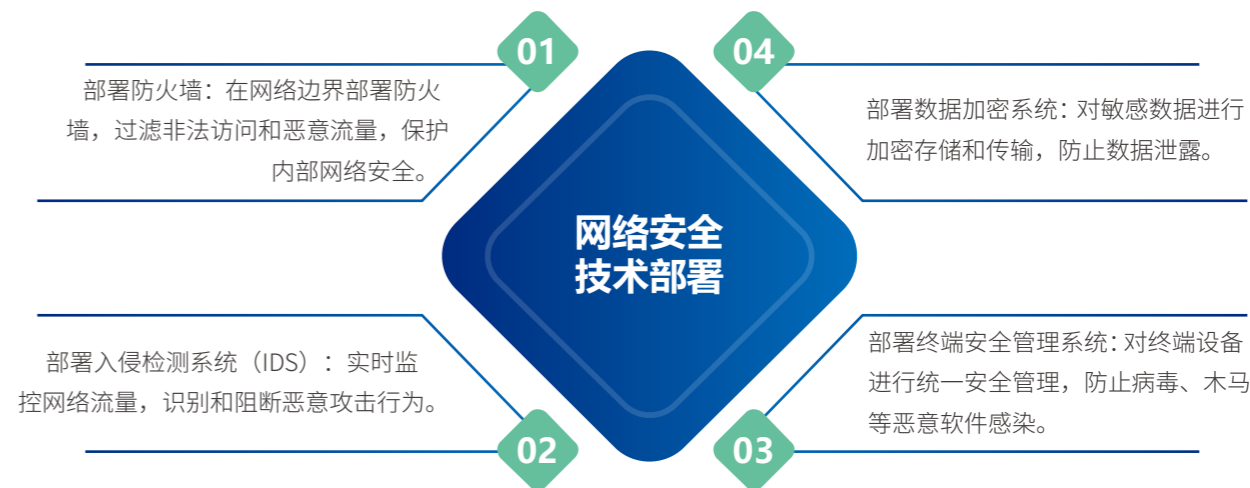 01
部署防火墙：在网络边界部署防火
墙，过滤非法访问和恶意流量，保护
内部网络安全。
部署入侵检测系统（IDS）：实时监
控网络流量，识别和阻断恶意攻击行为。
02
网络安全
技术部署
04
部署数据加密系统：对敏感数据进行
加密存储和传输，防止数据泄露。
部署终端安全管理系统：对终端设备
进行统一安全管理，防止病毒、木马
等恶意软件感染。
03